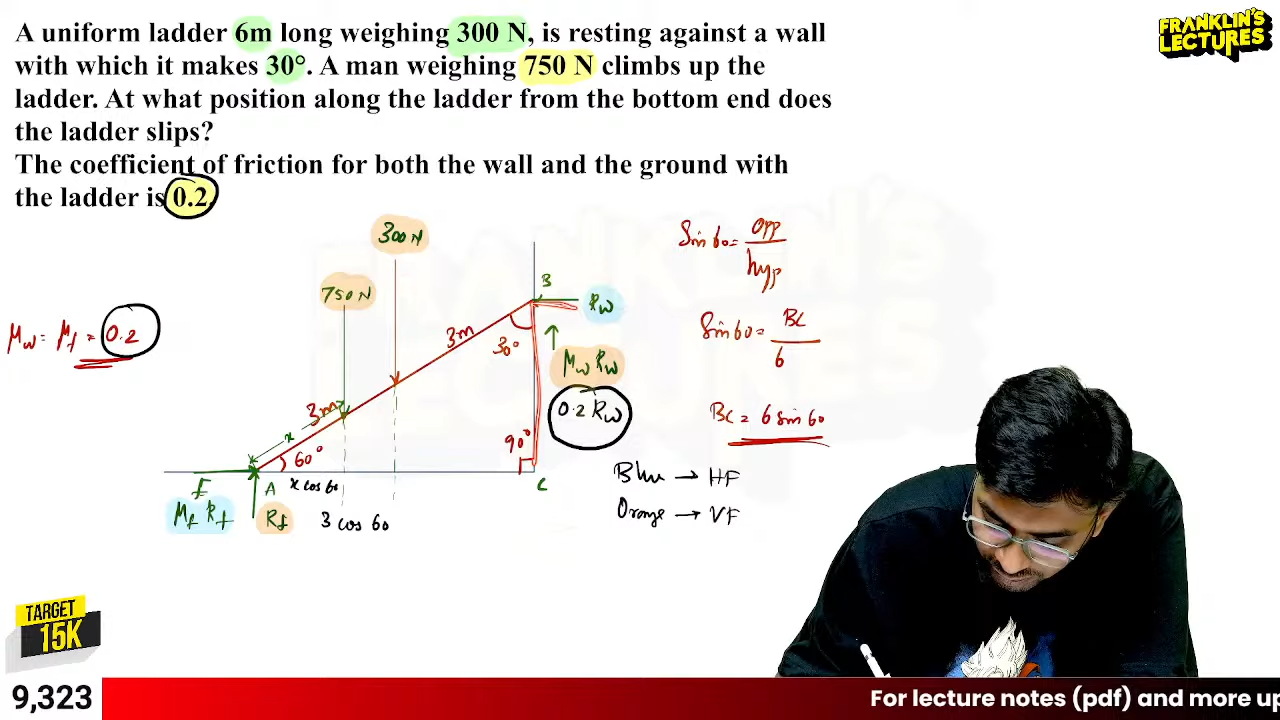 A uniform ladder 6m long weighing 300 N, is resting against a wall
with which it makes 30°. A man weighing 750 N climbs up the
ladder. At what position along the ladder from the bottom end does
the ladder slips?
The coefficient of friction for both the wall and the ground with
the ladder is 0.2.
FRANKLIN'S
LECTURES
300 N
750 N
μw = μf = 0.2
B
Rw
3m
30°
μw Rw
0.2 Rw
3m
x
60°
90°
A
x cos 60
C
f
μf Rf
Rf
3 cos 60
Sin 60 = opp / hyp
Sin 60 = BC / 6
BC = 6 sin 60
Blue → HF
Orange → VF
TARGET
15K
9,323
For lecture notes (pdf) and more up